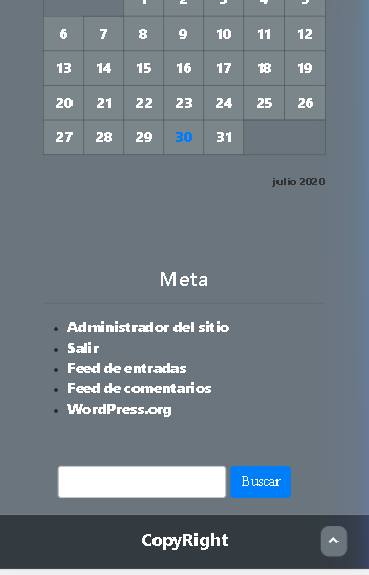 1 2 3 4 5
6 7 8 9 10 11 12
13 14 15 16 17 18 19
20 21 22 23 24 25 26
27 28 29 30 31
julio 2020
Meta
Administrador del sitio
Salir
Feed de entradas
Feed de comentarios
WordPress.org
Buscar
CopyRight